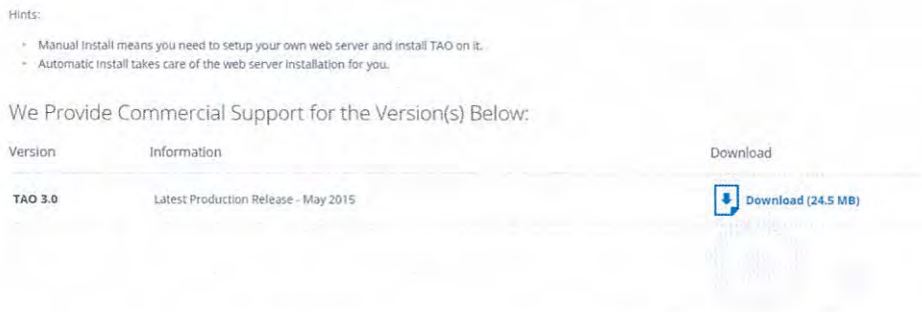 Hints:
- Manual Install means you need to setup your own web server and install TAO on it.
- Automatic Install takes care of the web server installation for you.
We Provide Commercial Support for the Version(s) Below:
Version Information Download
TAO 3.0 Latest Production Release - May 2015 Download (24.5 MB)